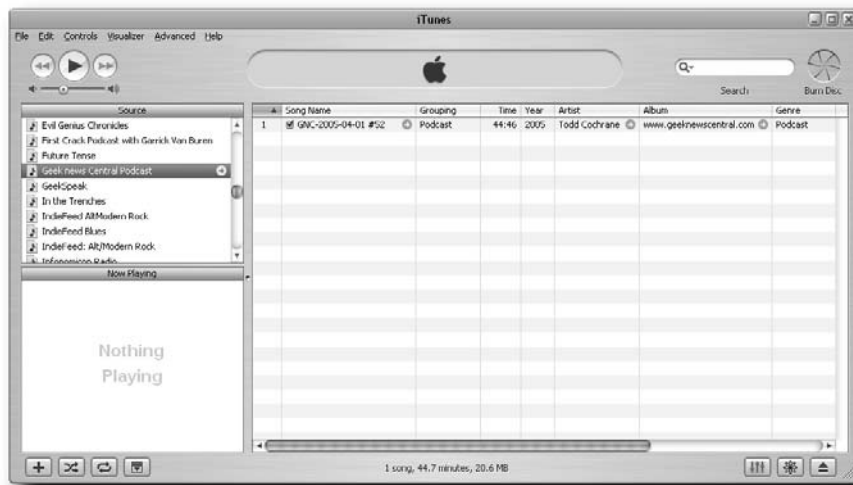 iTunes
File Edit Controls Visualizer Advanced Help
Search
Burn Disc
Source
Evil Genius Chronicles
First Crack Podcast with Garrick Van Buren
Future Tense
Geek news Central Podcast
GeekSpeak
In the Trenches
IndieFeed AltModern Rock
IndieFeed Blues
IndieFeed: Alt/Modern Rock
Infonomicon Radio
Now Playing
Nothing
Playing
Song Name Grouping Time Year Artist Album Genre
1 GNC-2005-04-01 #52 Podcast 44:46 2005 Todd Cochrane www.geeknewscentral.com Podcast
1 song, 44.7 minutes, 20.6 MB